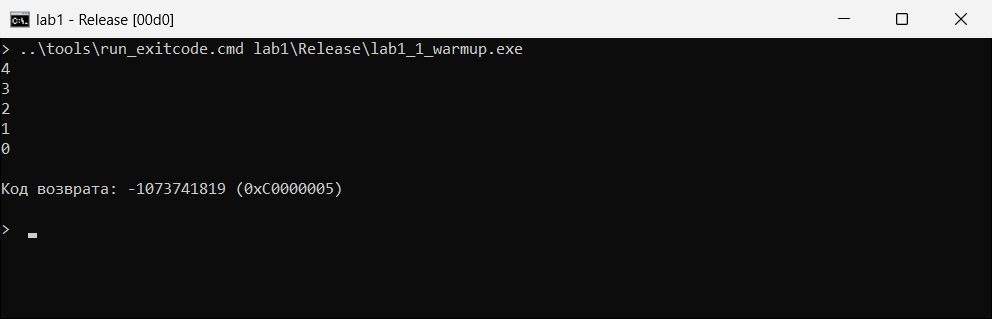 lab1 - Release [00d0]
> ..\tools\run_exitcode.cmd lab1\Release\lab1_1_warmup.exe
4
3
2
1
0
Код возврата: -1073741819 (0xC0000005)
>